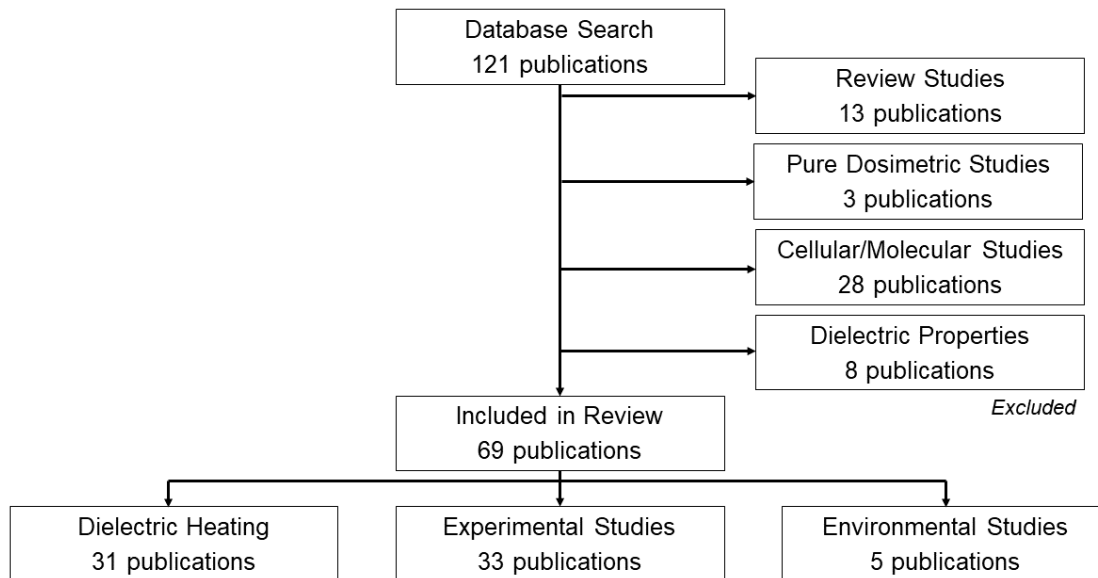 Database Search
121 publications
Review Studies
13 publications
Pure Dosimetric Studies
3 publications
Cellular/Molecular Studies
28 publications
Dielectric Properties
8 publications
Excluded
Included in Review
69 publications
Dielectric Heating
31 publications
Experimental Studies
33 publications
Environmental Studies
5 publications